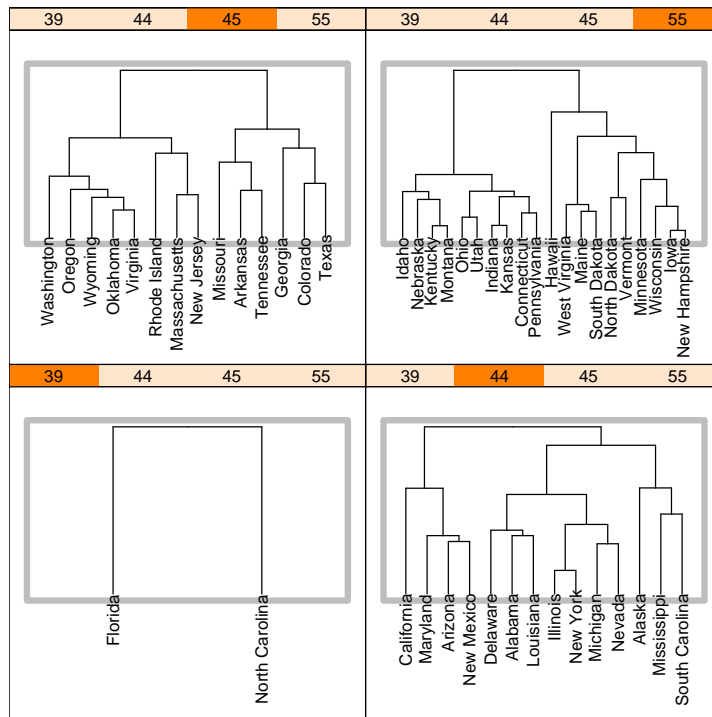 39 44 45 55
39 44 45 55
Washington
Oregon
Wyoming
Oklahoma
Virginia
Rhode Island
Massachusetts
New Jersey
Missouri
Arkansas
Tennessee
Georgia
Colorado
Texas
Idaho
Nebraska
Kentucky
Montana
Ohio
Utah
Indiana
Kansas
Connecticut
Pennsylvania
Hawaii
West Virginia
Maine
South Dakota
North Dakota
Vermont
Minnesota
Wisconsin
Iowa
New Hampshire
39 44 45 55
39 44 45 55
Florida
North Carolina
California
Maryland
Arizona
New Mexico
Delaware
Alabama
Louisiana
Illinois
New York
Michigan
Nevada
Alaska
Mississippi
South Carolina